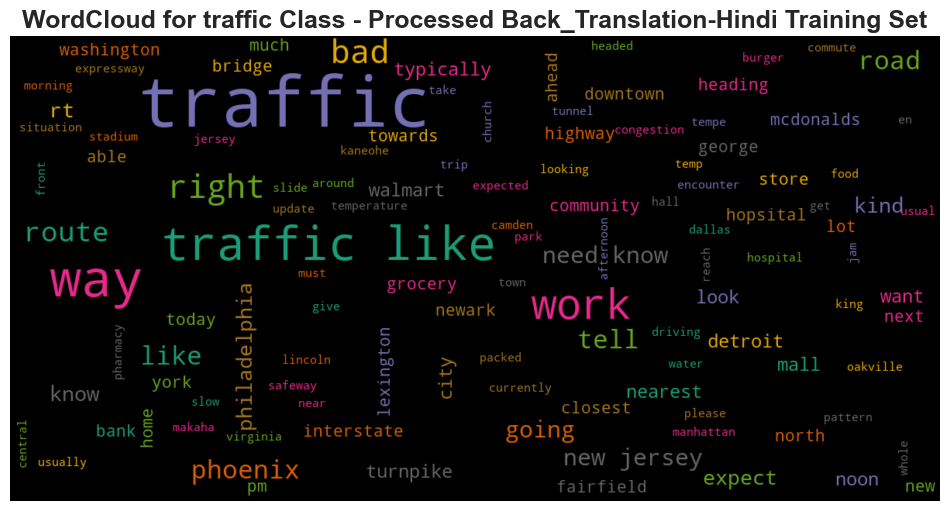 WordCloud for traffic Class - Processed Back_Translation-Hindi Training Set
washington
much
bad
headed
commute
expressway
bridge
typically
ahead
burger
road
morning
traffic
take
downtown
heading
rt
church
tunnel
tempe
mcdonalds
en
situation
stadium
jersey
towards
highway
congestion
able
kaneohe
george
front
right
slide
around
walmart
trip
expected
looking
temp
encounter
store
food
update
temperature
community
hall
hopsital
get
kind
usual
route
traffic like
camden
park
afternoon
dallas
lot
way
must
need know
reach
hospital
jam
grocery
town
work
look
king
want
next
today
philadelphia
give
newark
tell
driving
detroit
pharmacy
like
york
lincoln
lexington
city
packed
water
mall
oakville
know
slow
safeway
near
currently
nearest
closest
please
pattern
central
bank
home
makaha
virginia
interstate
going
manhattan
north
usually
phoenix
pm
turnpike
new jersey
fairfield
expect
noon
whole
new